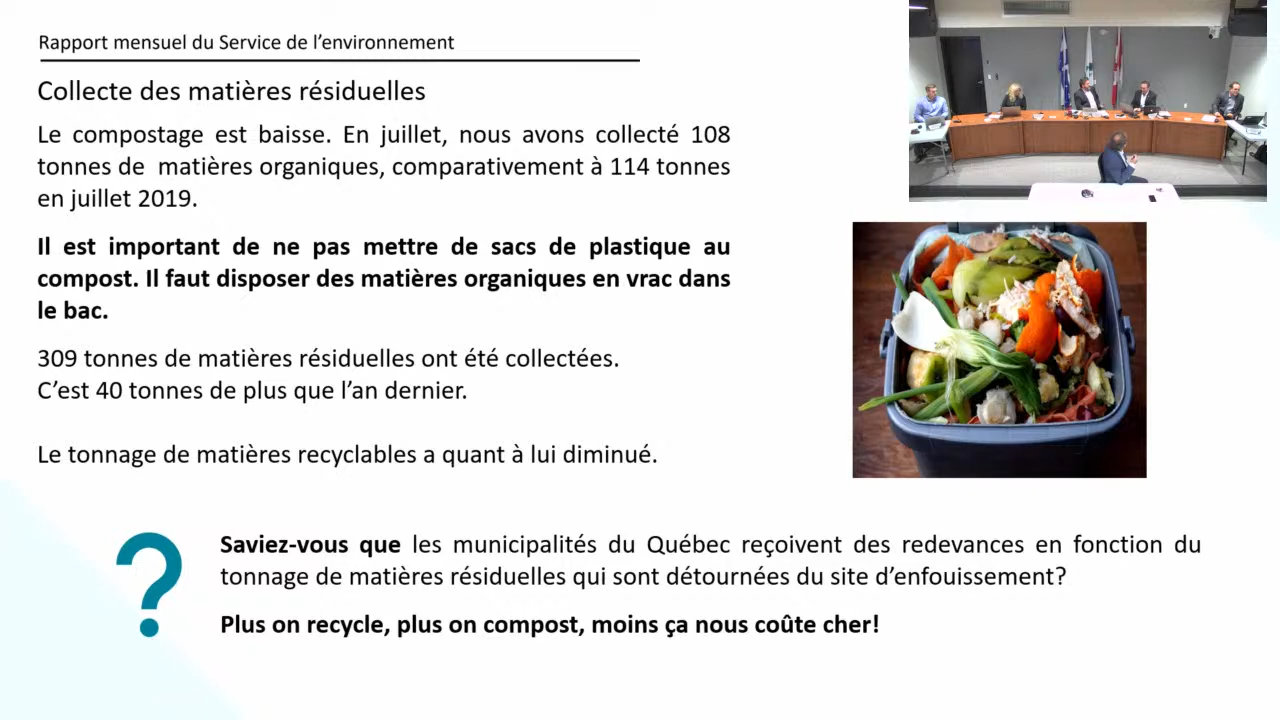 Rapport mensuel du Service de l’environnement
Collecte des matières résiduelles
Le compostage est baisse. En juillet, nous avons collecté 108
tonnes de matières organiques, comparativement à 114 tonnes
en juillet 2019.
Il est important de ne pas mettre de sacs de plastique au
compost. Il faut disposer des matières organiques en vrac dans
le bac.
309 tonnes de matières résiduelles ont été collectées.
C’est 40 tonnes de plus que l’an dernier.
Le tonnage de matières recyclables a quant à lui diminué.
?
Saviez-vous que les municipalités du Québec reçoivent des redevances en fonction du
tonnage de matières résiduelles qui sont détournées du site d’enfouissement?
Plus on recycle, plus on compost, moins ça nous coûte cher!